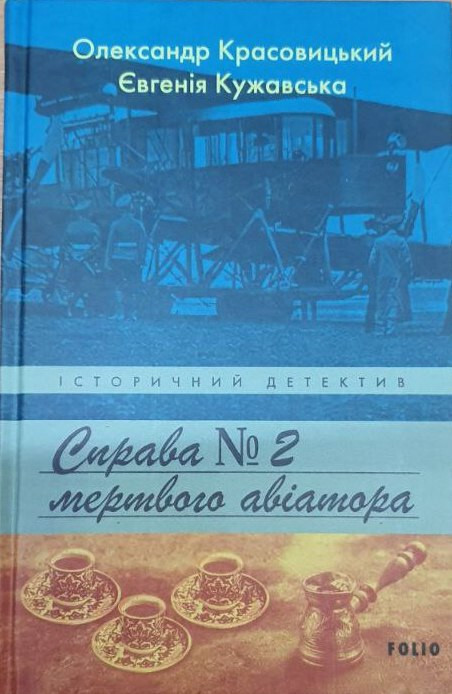 Олександр Красовицький
Євгенія Кужавська
ІСТОРИЧНИЙ ДЕТЕКТИВ
Справа № 2
мертвого авіатора
FOLIO